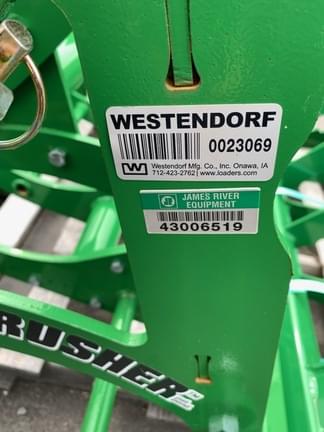 WESTENDORF
0023069
W
Westendorf Mfg. Co., Inc. Onawa, IA
712-423-2762 | www.loaders.com
JAMES RIVER
EQUIPMENT
43006519
RUSHER